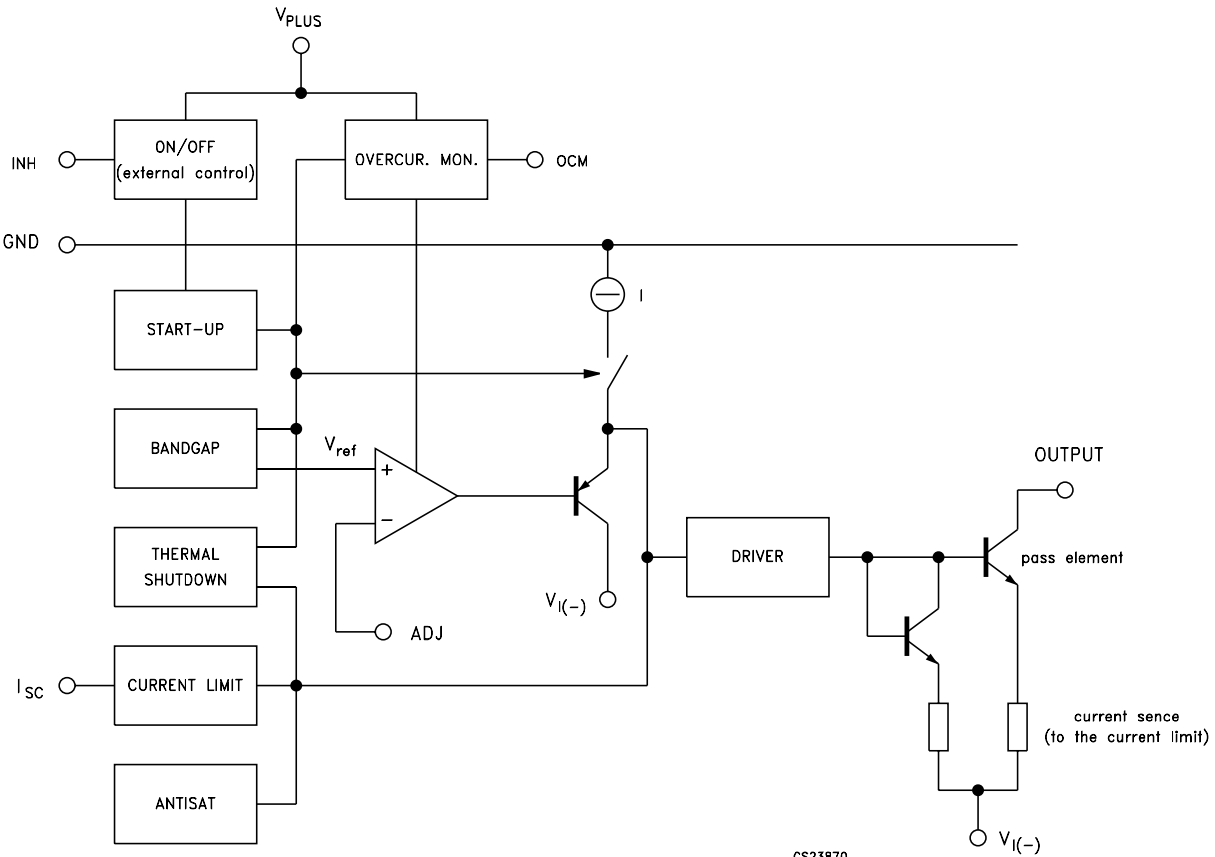 VPLUS
ON/OFF
(external control)
INH
OVERCUR. MON.
OCM
GND
I
START-UP
BANDGAP
Vref
+
−
OUTPUT
THERMAL
SHUTDOWN
DRIVER
pass element
VI(−)
ADJ
ISC
CURRENT LIMIT
current sence
(to the current limit)
ANTISAT
VI(−)
CS23870